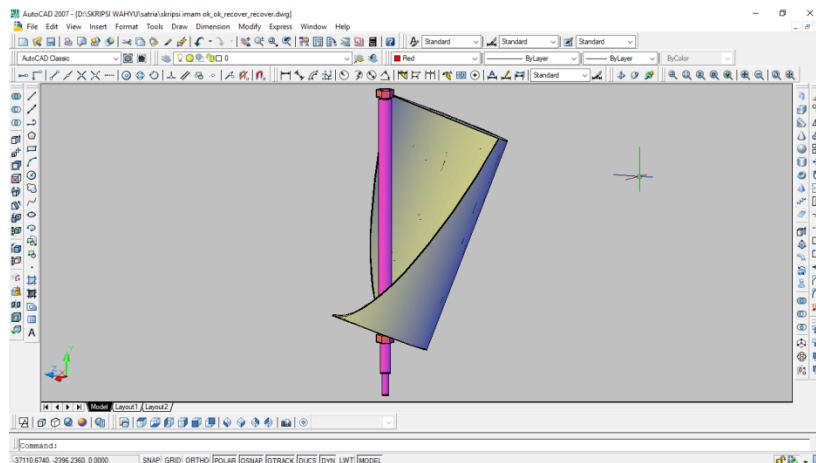 AutoCAD 2007 - [D:\SKRIPSI WAHYU\satria\skripsi imam ok_ok_recover_recover.dwg]
File Edit View Insert Format Tools Draw Dimension Modify Express Window Help
Standard Standard Standard
AutoCAD Classic 0 Red ByLayer ByLayer ByColor
Standard
Y
Model Layout1 Layout2
Command:
-37110.6740, -2396.2360, 0.0000 SNAP GRID ORTHO POLAR OSNAP OTRACK DUCS DYN LWT MODEL